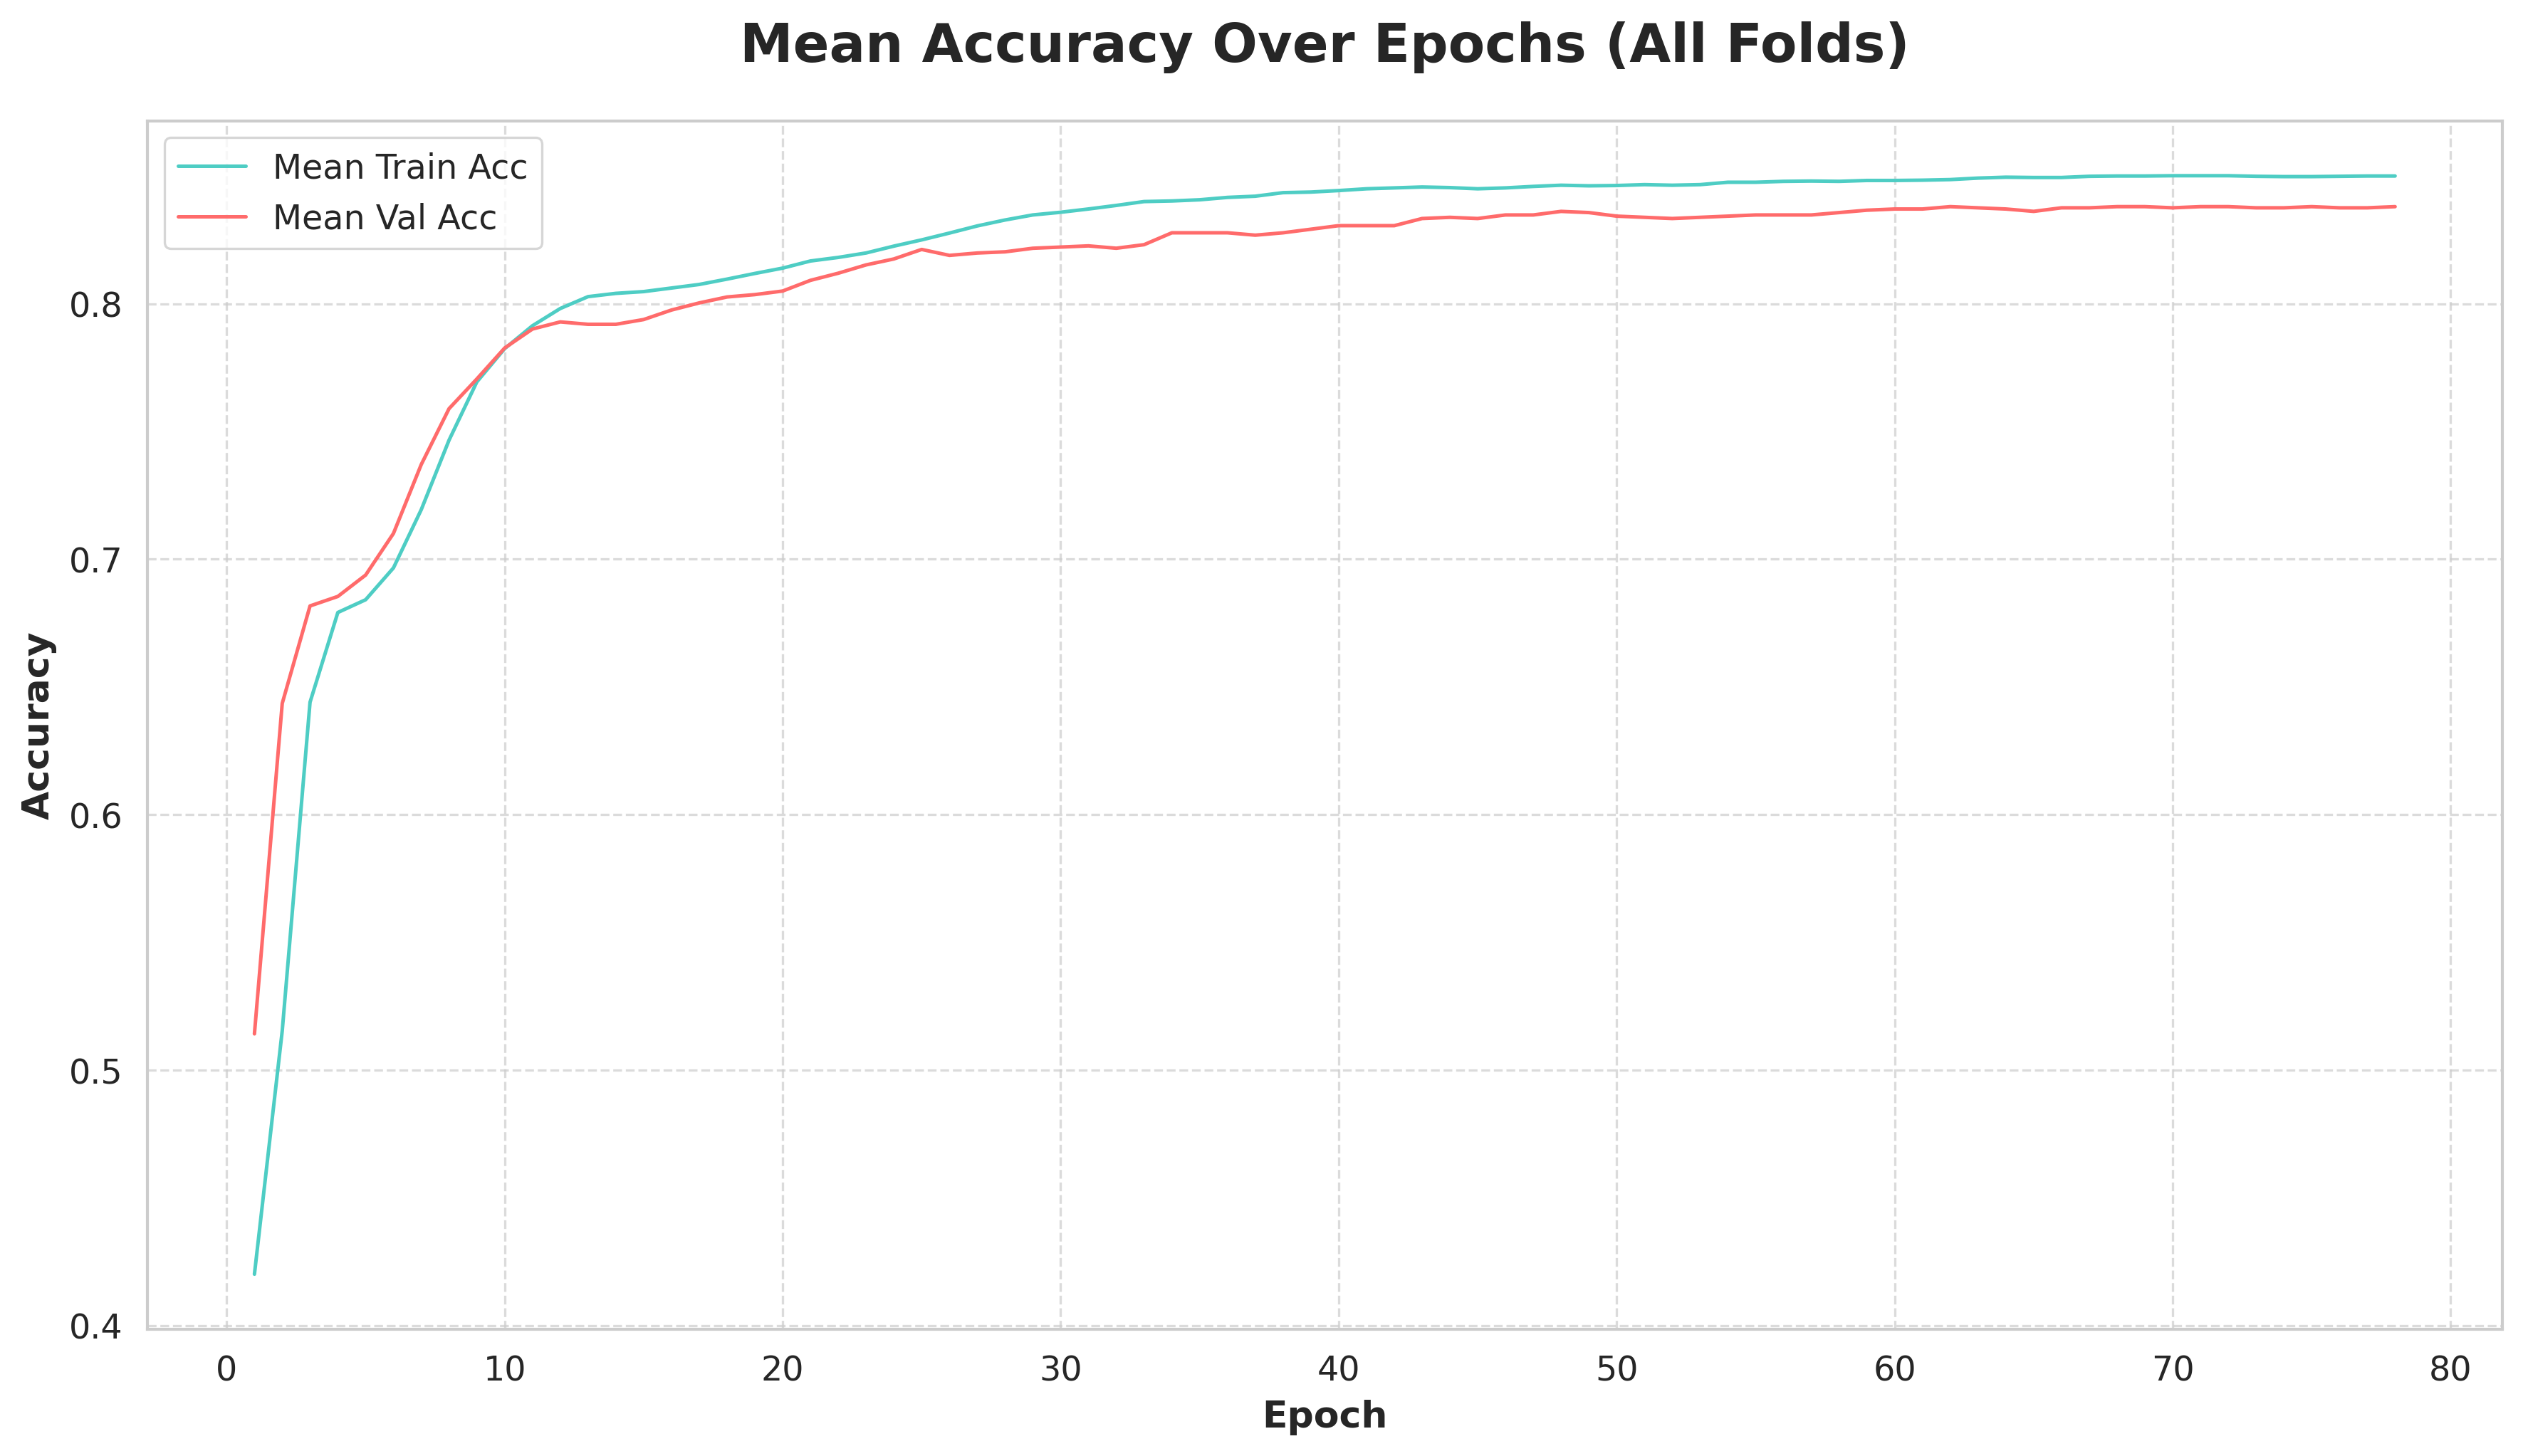 Mean Accuracy Over Epochs (All Folds)
Mean Train Acc
Mean Val Acc
Accuracy
0.8
0.7
0.6
0.5
0.4
0 10 20 30 40 50 60 70 80
Epoch